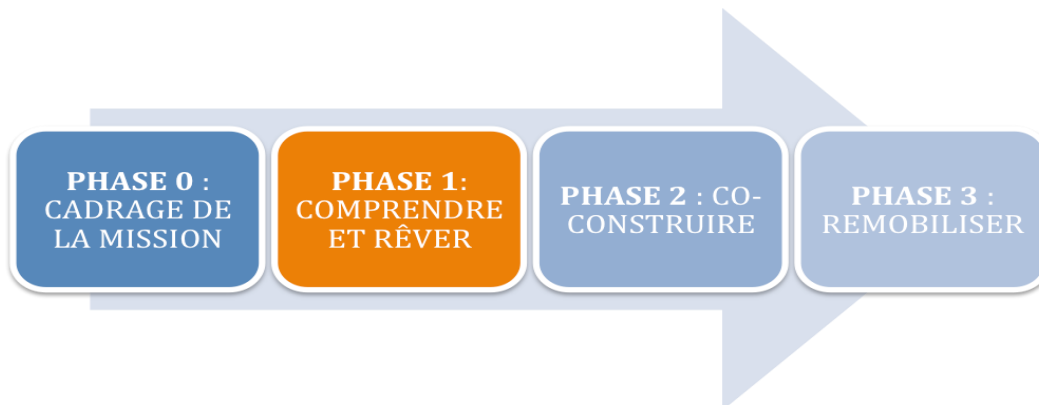 PHASE 0 :
CADRAGE DE
LA MISSION
PHASE 1:
COMPRENDRE
ET RÊVER
PHASE 2 : CO-
CONSTRUIRE
PHASE 3 :
REMOBILISER